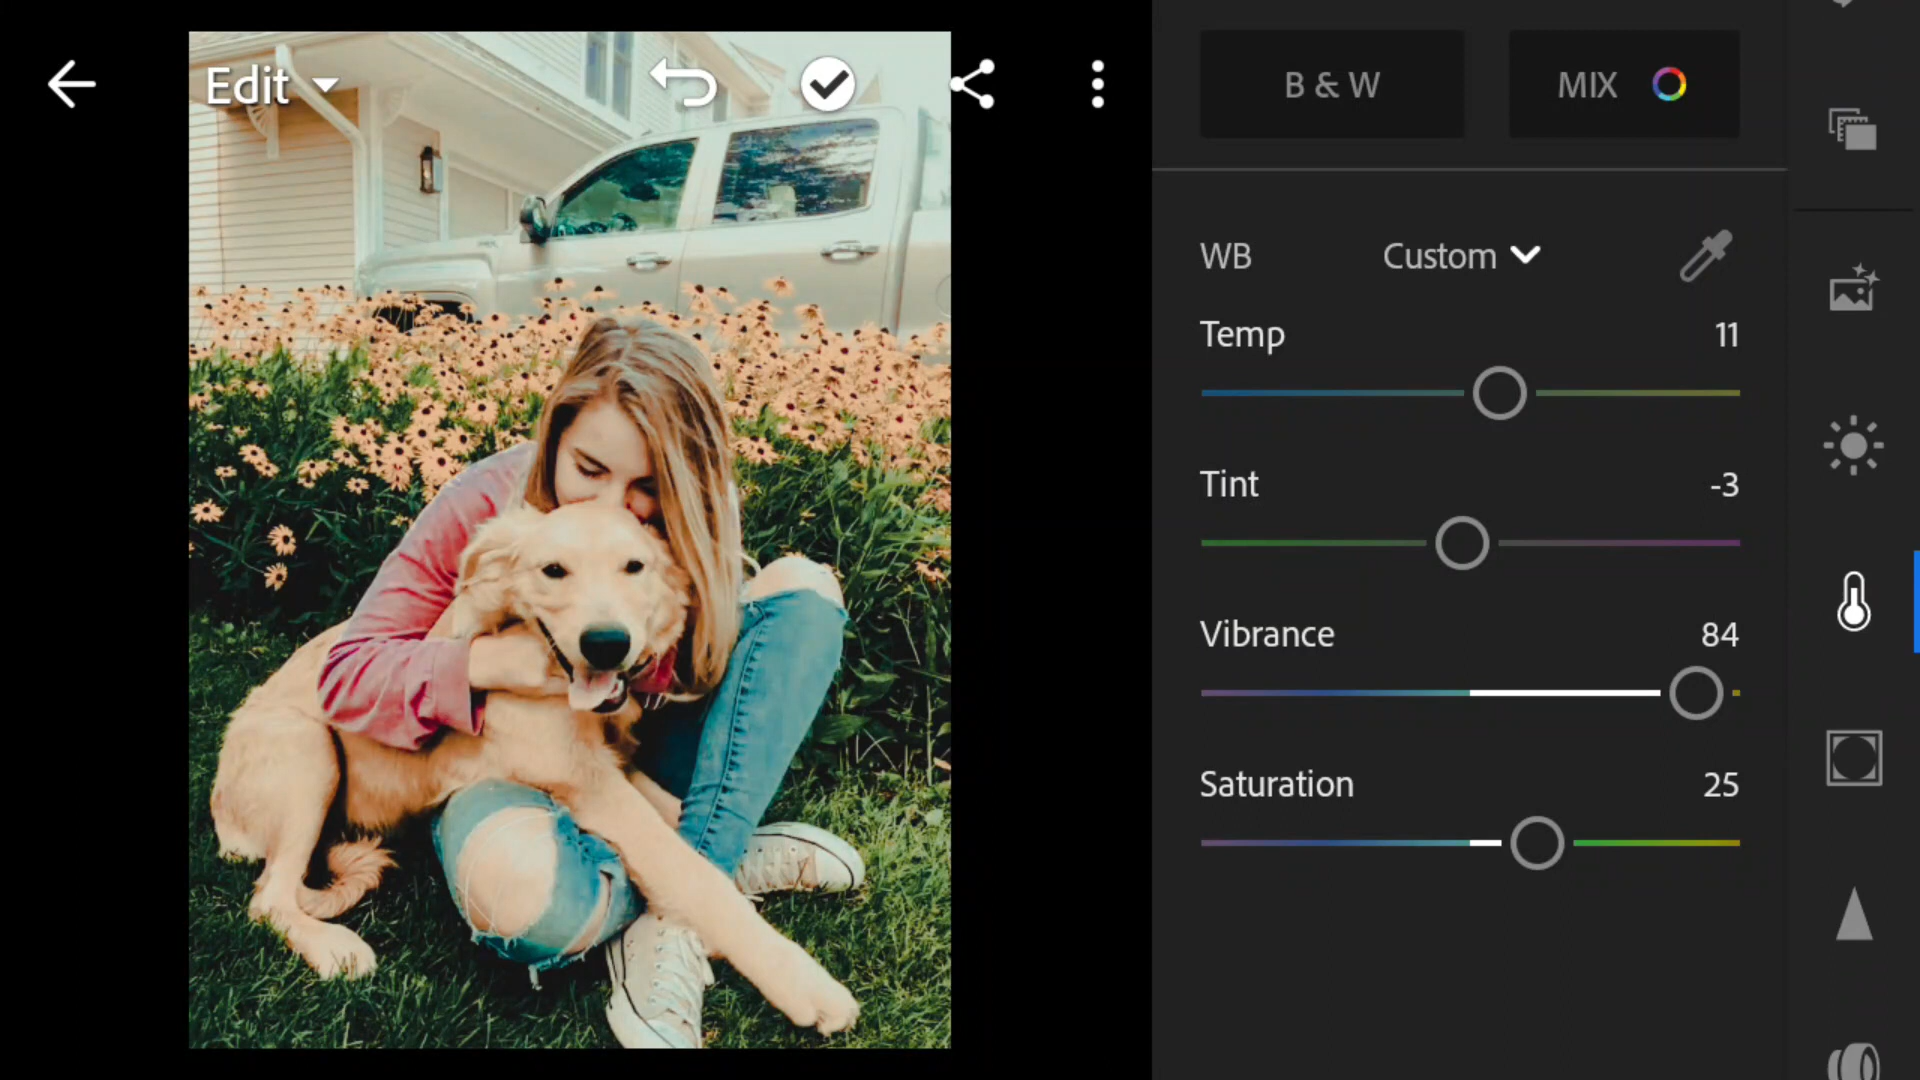 Edit
B & W
MIX
WB
Custom
Temp
11
Tint
-3
Vibrance
84
Saturation
25